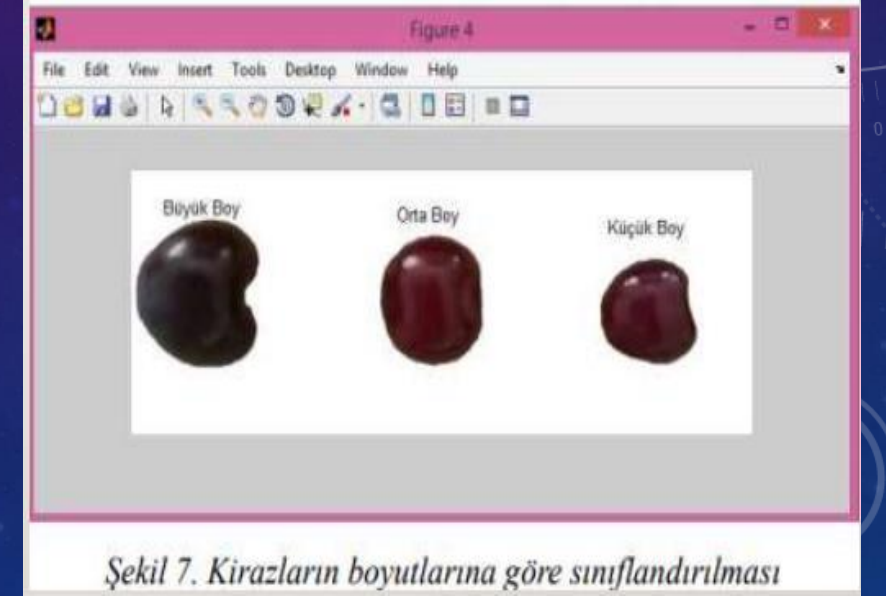 Figure 4
File Edit View Insert Tools Desktop Window Help
Büyük Boy
Orta Boy
Küçük Boy
Şekil 7. Kirazların boyutlarına göre sınıflandırılması